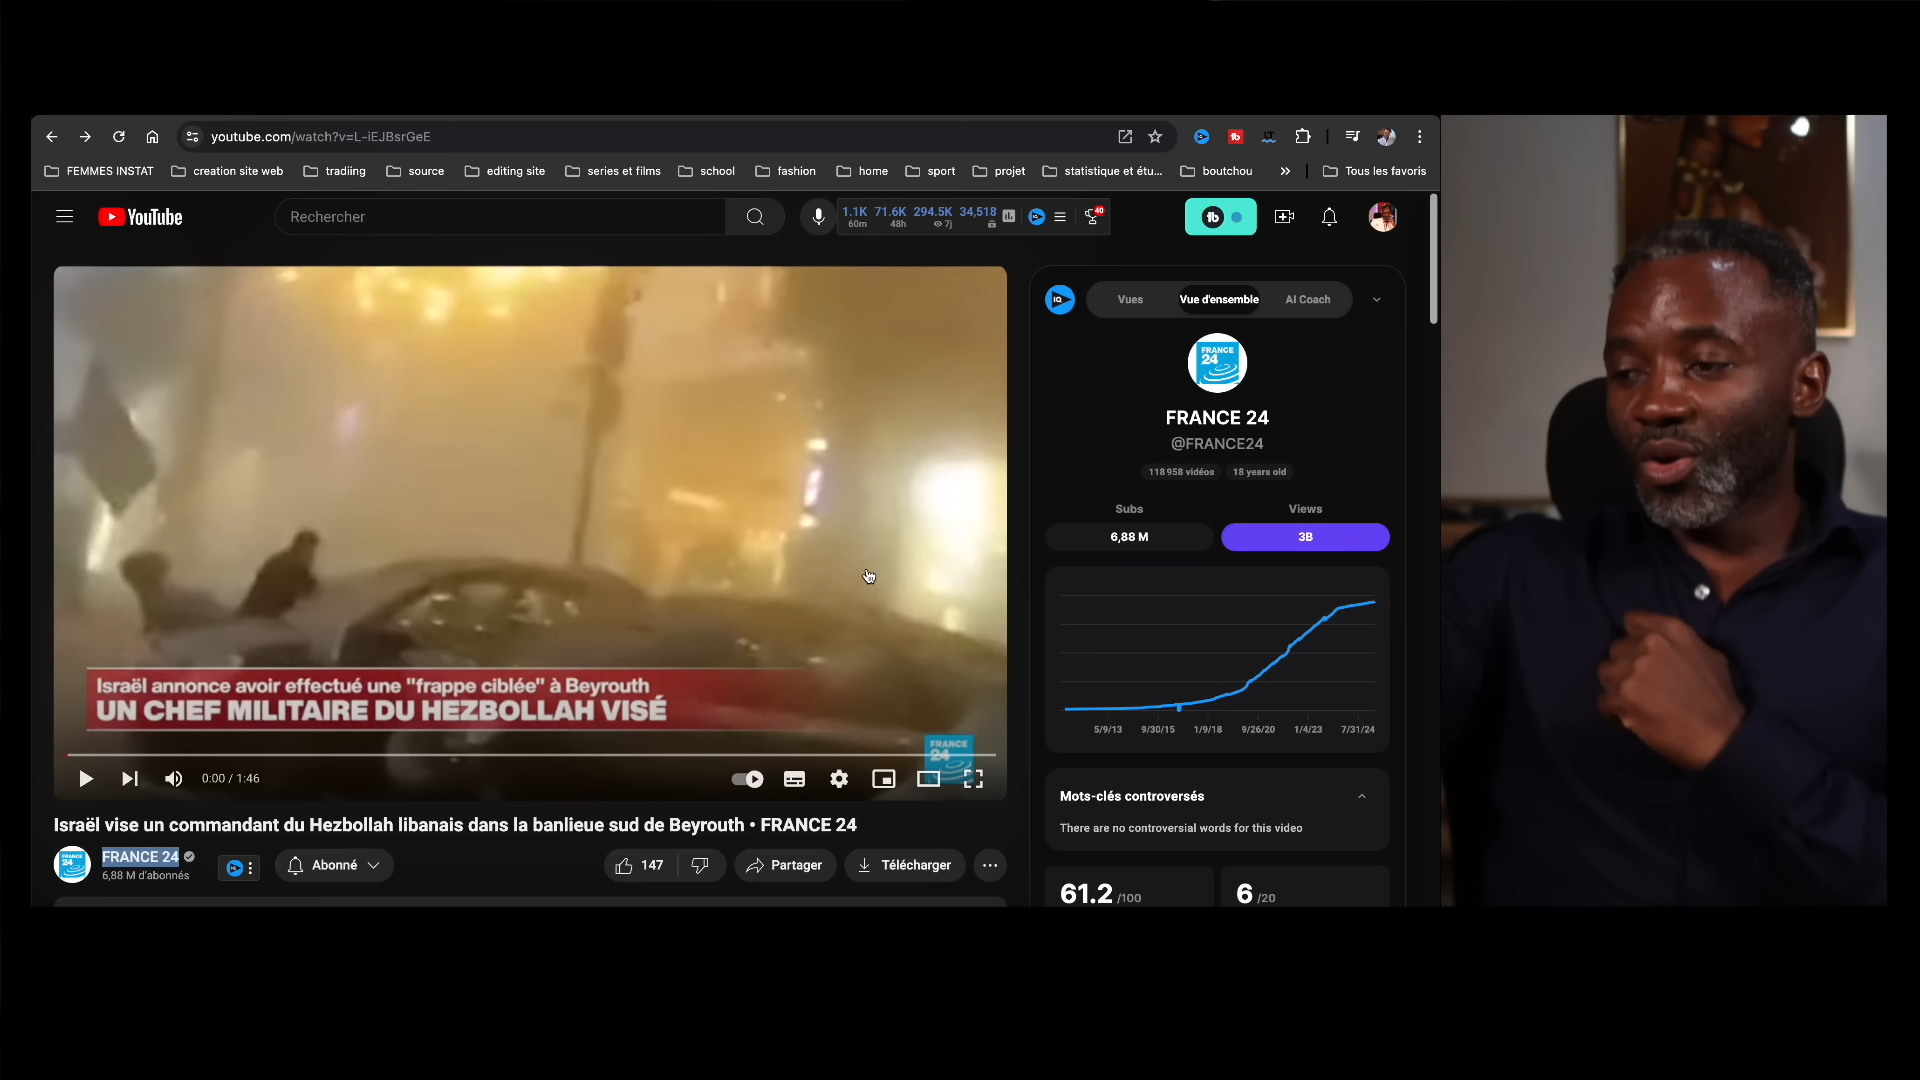 youtube.com/watch?v=L-iEJBsrGeE
FEMMES INSTAT creation site web tradiing source editing site series et films school fashion home sport projet statistique et étu... boutchou » Tous les favoris
YouTube
Rechercher
1.1K 71.6K 294.5K 34,518
60m 48h 7j
40
IQ
Vues Vue d'ensemble AI Coach
FRANCE 24
FRANCE 24
@FRANCE24
118 958 vidéos 18 years old
Subs Views
6,88 M 3B
5/9/13 9/30/15 1/9/18 9/26/20 1/4/23 7/31/24
Mots-clés controversés
There are no controversial words for this video
61.2 /100 6 /20
Israël annonce avoir effectué une "frappe ciblée" à Beyrouth
UN CHEF MILITAIRE DU HEZBOLLAH VISÉ
FRANCE 24
0:00 / 1:46
Israël vise un commandant du Hezbollah libanais dans la banlieue sud de Beyrouth • FRANCE 24
FRANCE 24
6,88 M d'abonnés
Abonné
147
Partager
Télécharger